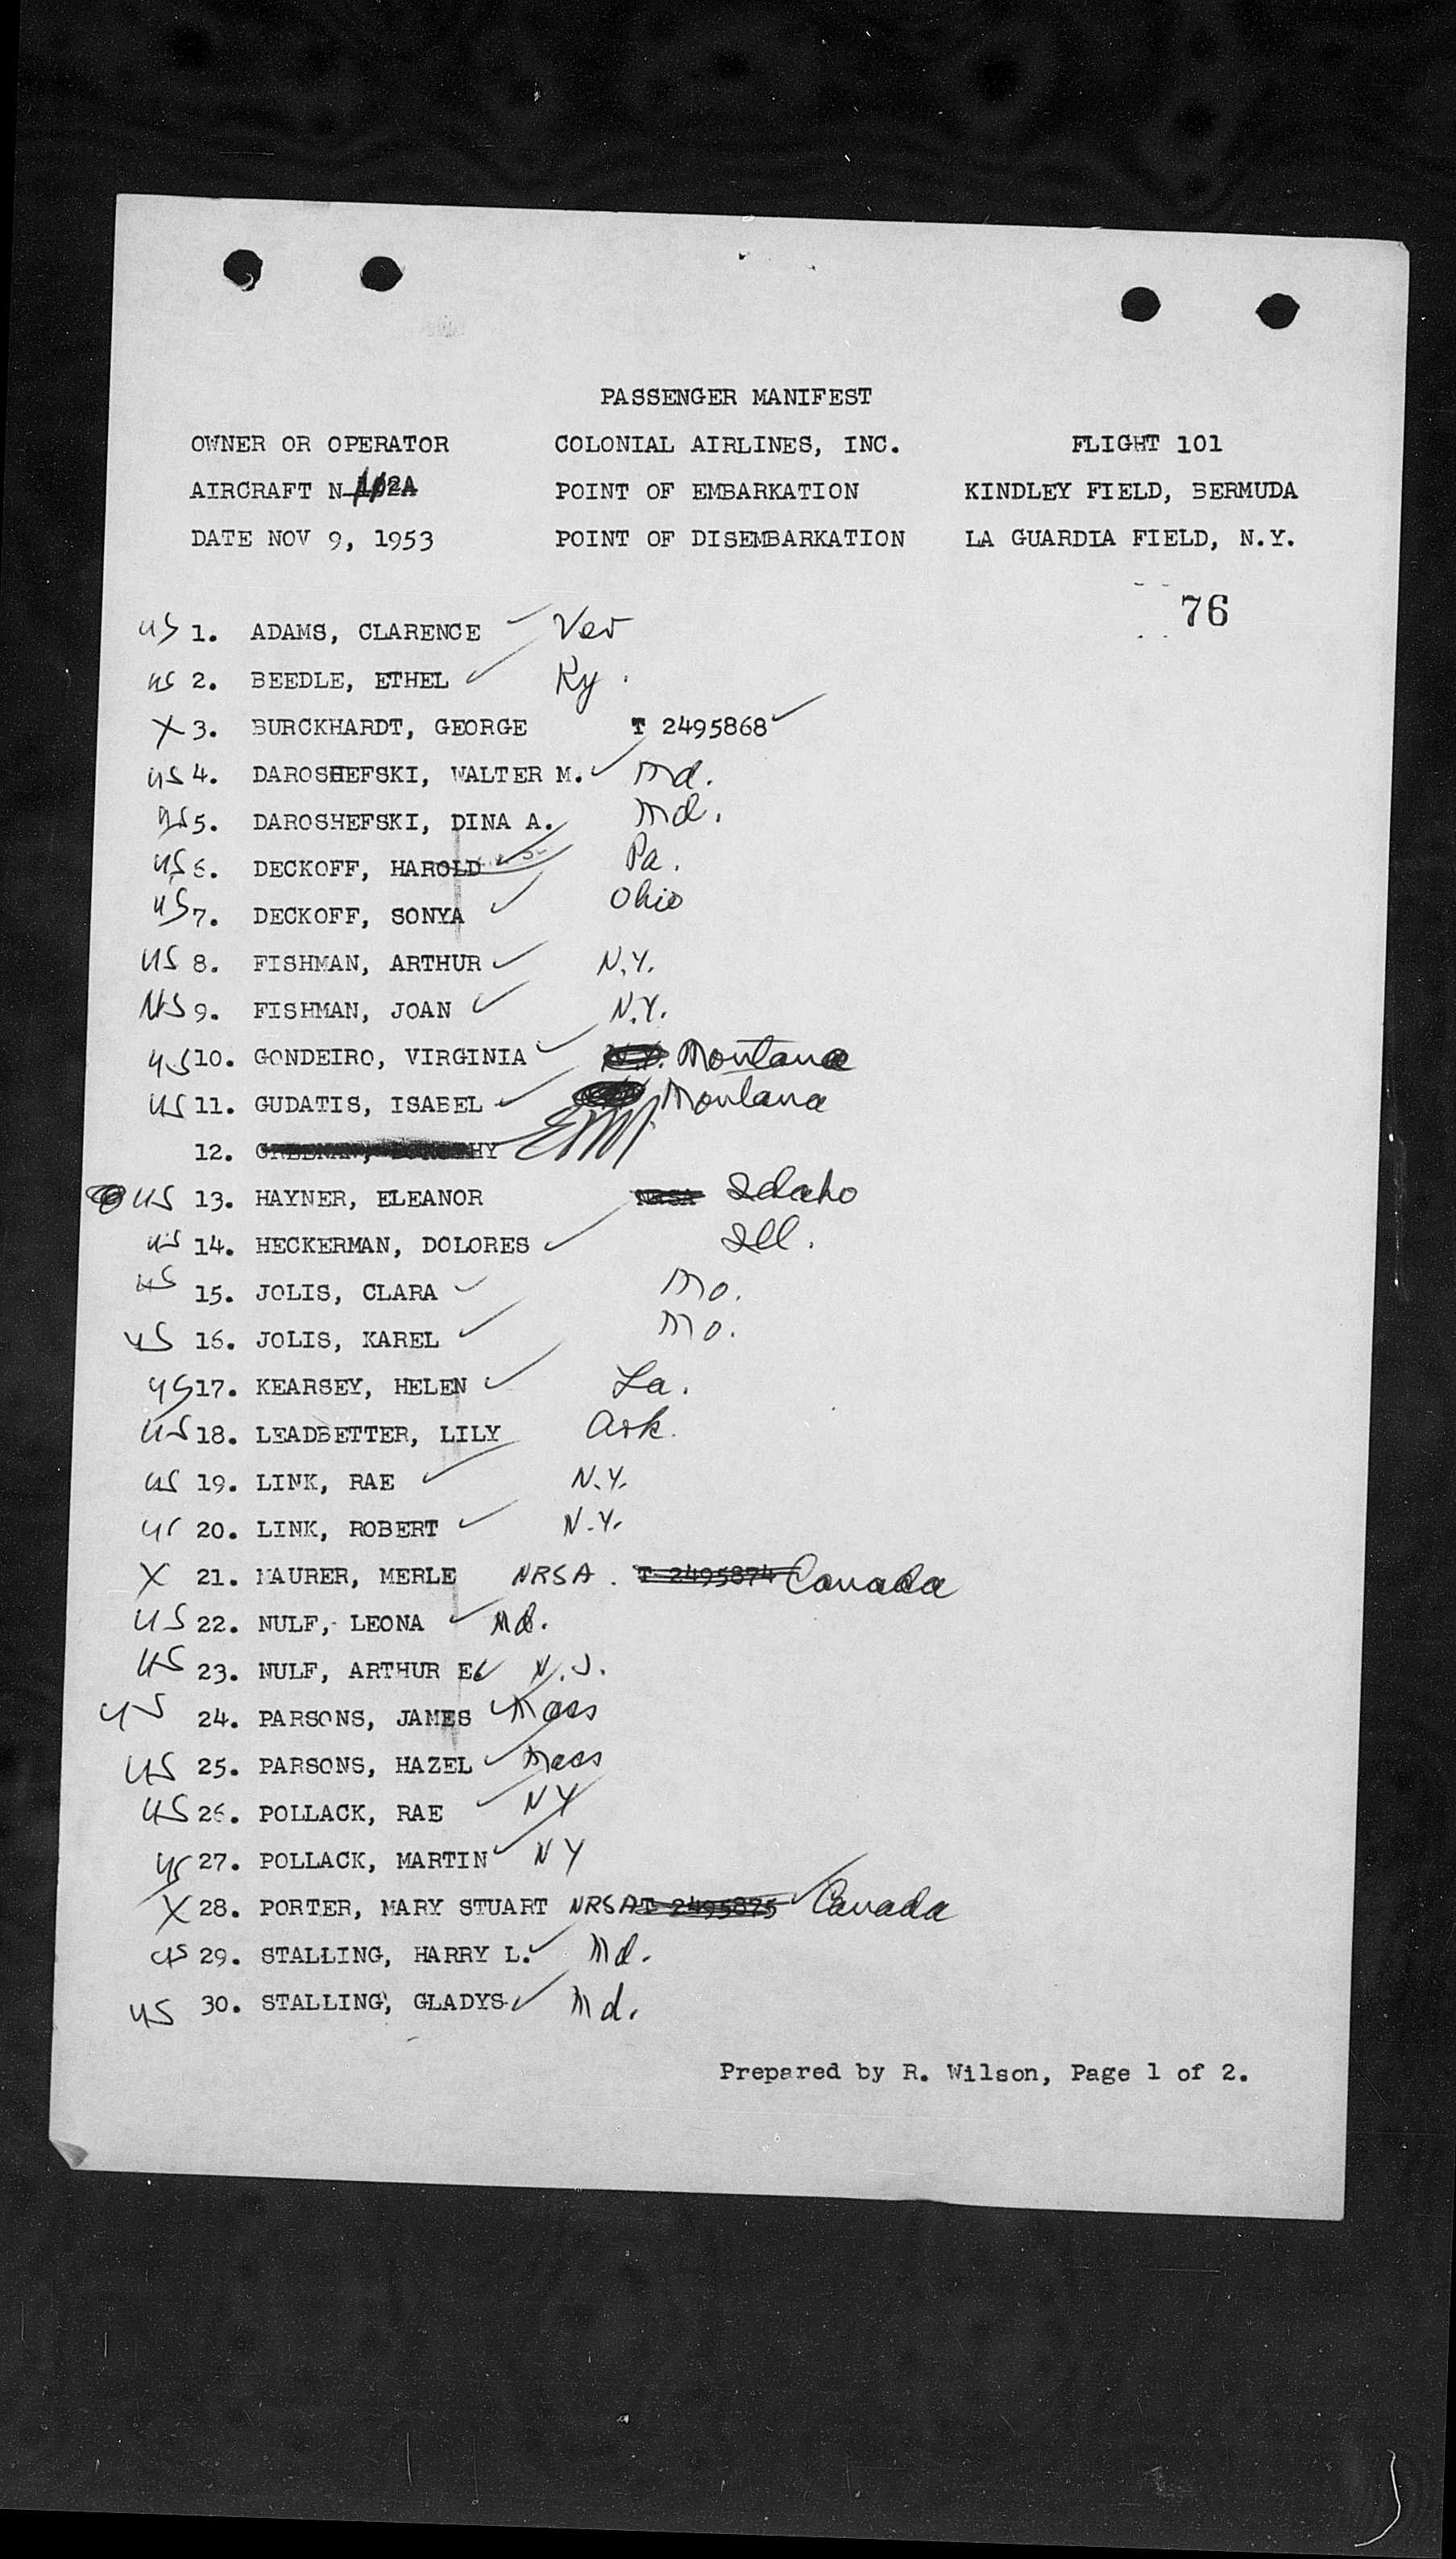 PASSENGER MANIFEST
OWNER OR OPERATOR COLONIAL AIRLINES, INC. FLIGHT 101
AIRCRAFT N 102A POINT OF EMBARKATION KINDLEY FIELD, BERMUDA
DATE NOV 9, 1953 POINT OF DISEMBARKATION LA GUARDIA FIELD, N.Y.
76
US 1. ADAMS, CLARENCE Ver
US 2. BEEDLE, ETHEL Ky.
X 3. BURCKHARDT, GEORGE T 2495868
US 4. DAROSHEFSKI, WALTER M. Md.
US 5. DAROSHEFSKI, DINA A. Md.
US 6. DECKOFF, HAROLD Pa.
US 7. DECKOFF, SONYA Ohio
US 8. FISHMAN, ARTHUR N.Y.
US 9. FISHMAN, JOAN N.Y.
US 10. GONDEIRO, VIRGINIA Montana
US 11. GUDATIS, ISABEL Montana
12.
US 13. HAYNER, ELEANOR NRSA Idaho
US 14. HECKERMAN, DOLORES Ill.
US 15. JOLIS, CLARA Mo.
US 16. JOLIS, KAREL Mo.
US 17. KEARSEY, HELEN La.
US 18. LEADBETTER, LILY Ark.
US 19. LINK, RAE N.Y.
US 20. LINK, ROBERT N.Y.
X 21. MAURER, MERLE NRSA. T 2495874 Canada
US 22. NULF, LEONA Md.
US 23. NULF, ARTHUR E. N.J.
US 24. PARSONS, JAMES Mass
US 25. PARSONS, HAZEL Mass
US 26. POLLACK, RAE NY
US 27. POLLACK, MARTIN NY
X 28. PORTER, MARY STUART NRSA T 2495875 Canada
US 29. STALLING, HARRY L. Md.
US 30. STALLING, GLADYS Md.
Prepared by R. Wilson, Page 1 of 2.